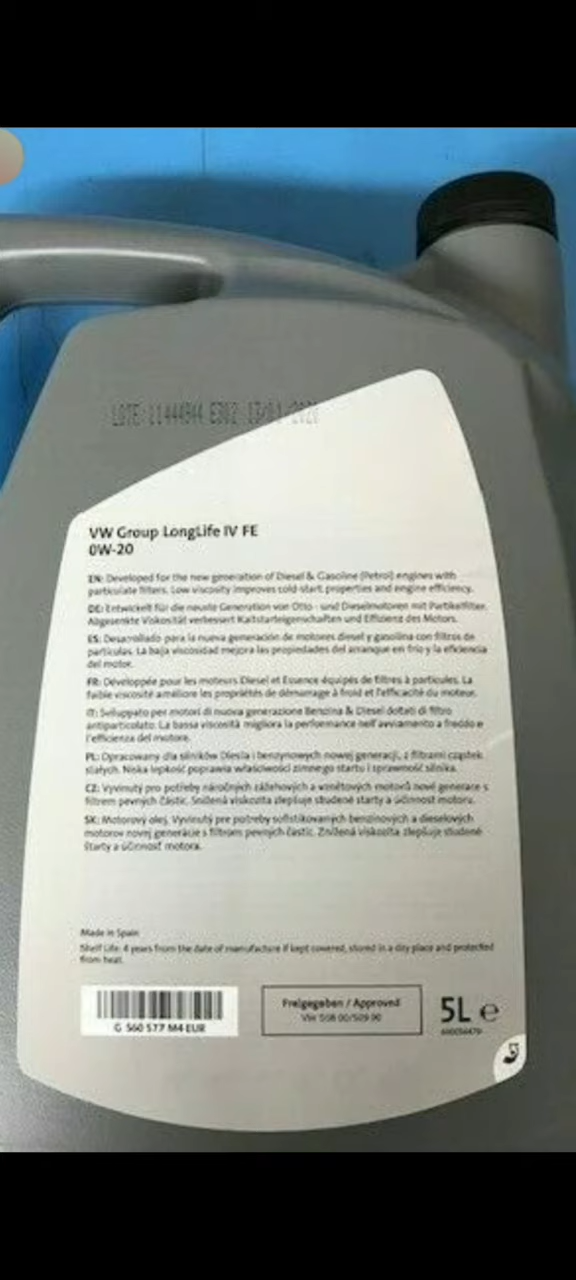 LOTE 11444944 E302
VW Group LongLife IV FE
0W-20
EN: Developed for the new generation of Diesel & Gasoline (Petrol) engines with
particulate filters. Low viscosity improves cold start properties and engine efficiency.
DE: Entwickelt für die neuste Generation von Otto - und Dieselmotoren mit Partikelfilter.
Abgesenkte Viskosität verbessert Kaltstarteigenschaften und Effizienz des Motors.
ES: Desarrollado para la nueva generación de motores diesel y gasolina con filtros de
partículas. La baja viscosidad mejora las propiedades del arranque en frío y la eficiencia
del motor.
FR: Développée pour les moteurs Diesel et Essence équipés de filtres à particules. La
faible viscosité améliore les propriétés de démarrage à froid et l'efficacité du moteur.
IT: Sviluppato per motori di nuova generazione Benzina & Diesel dotati di filtro
antiparticolato. La bassa viscosità migliora la performance nell'avviamento a freddo e
l'efficienza del motore.
PL: Opracowany dla silników Diesla i benzynowych nowej generacji, z filtrami cząstek
stałych. Niska lepkość poprawia właściwości zimnego startu i sprawność silnika.
CZ: Vyvinutý pro potřeby náročných zážehových a vznětových motorů nové generace s
filtrem pevných částic. Snížená viskozita zlepšuje studené starty a účinnost motoru.
SK: Motorový olej. Vyvinutý pre potreby sofistikovaných benzínových a dieselových
motorov novej generácie s filtrom pevných častíc. Znížená viskozita zlepšuje studené
štarty a účinnosť motora.
Made in Spain
Shelf Life: 4 years from the date of manufacture if kept covered, stored in a dry place and protected
from heat.
G 560 577 M4 EUR
Freigegeben / Approved
VW 508 00/509 00
5L e